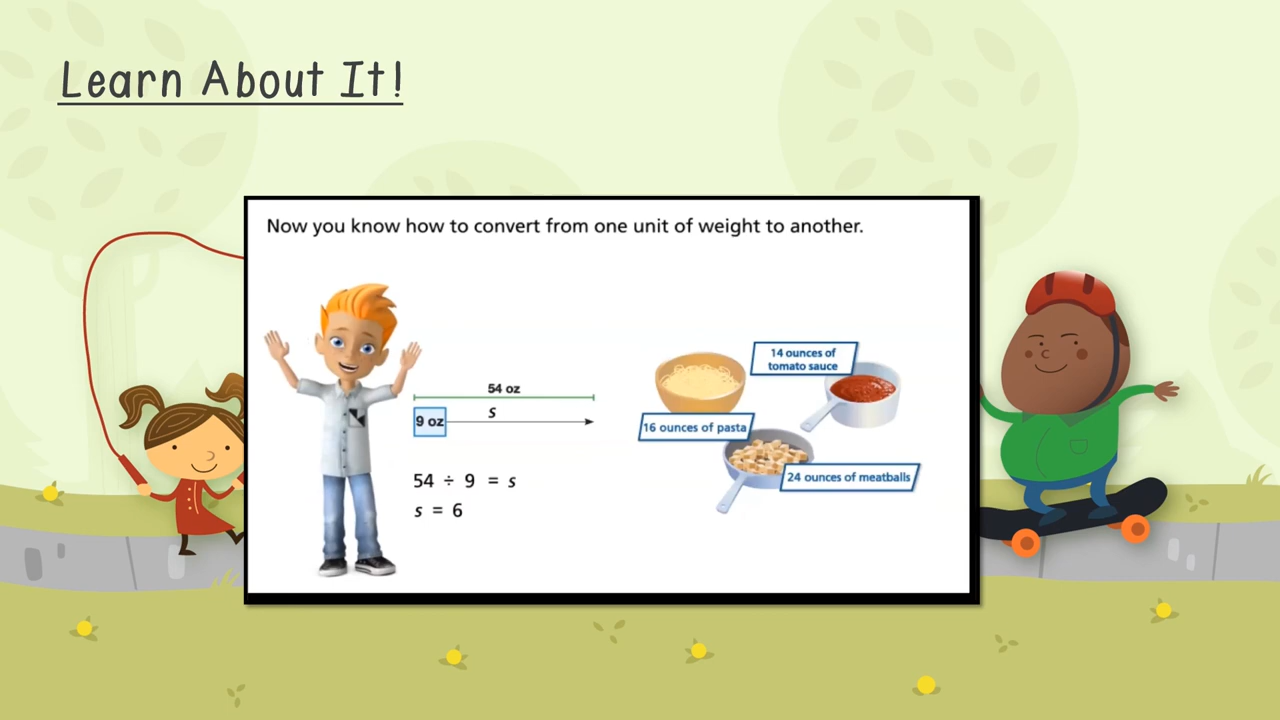 Learn About It!
Now you know how to convert from one unit of weight to another.
54 oz
9 oz
s
54 ÷ 9 = s
s = 6
14 ounces of
tomato sauce
16 ounces of pasta
24 ounces of meatballs